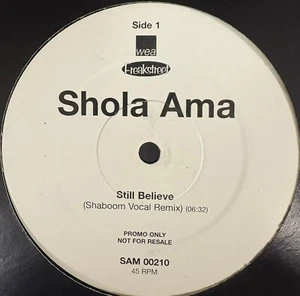 Side 1
wea
Freakstreet
Shola Ama
Still Believe
(Shaboom Vocal Remix) (06:32)
PROMO ONLY
NOT FOR RESALE
SAM 00210
45 RPM